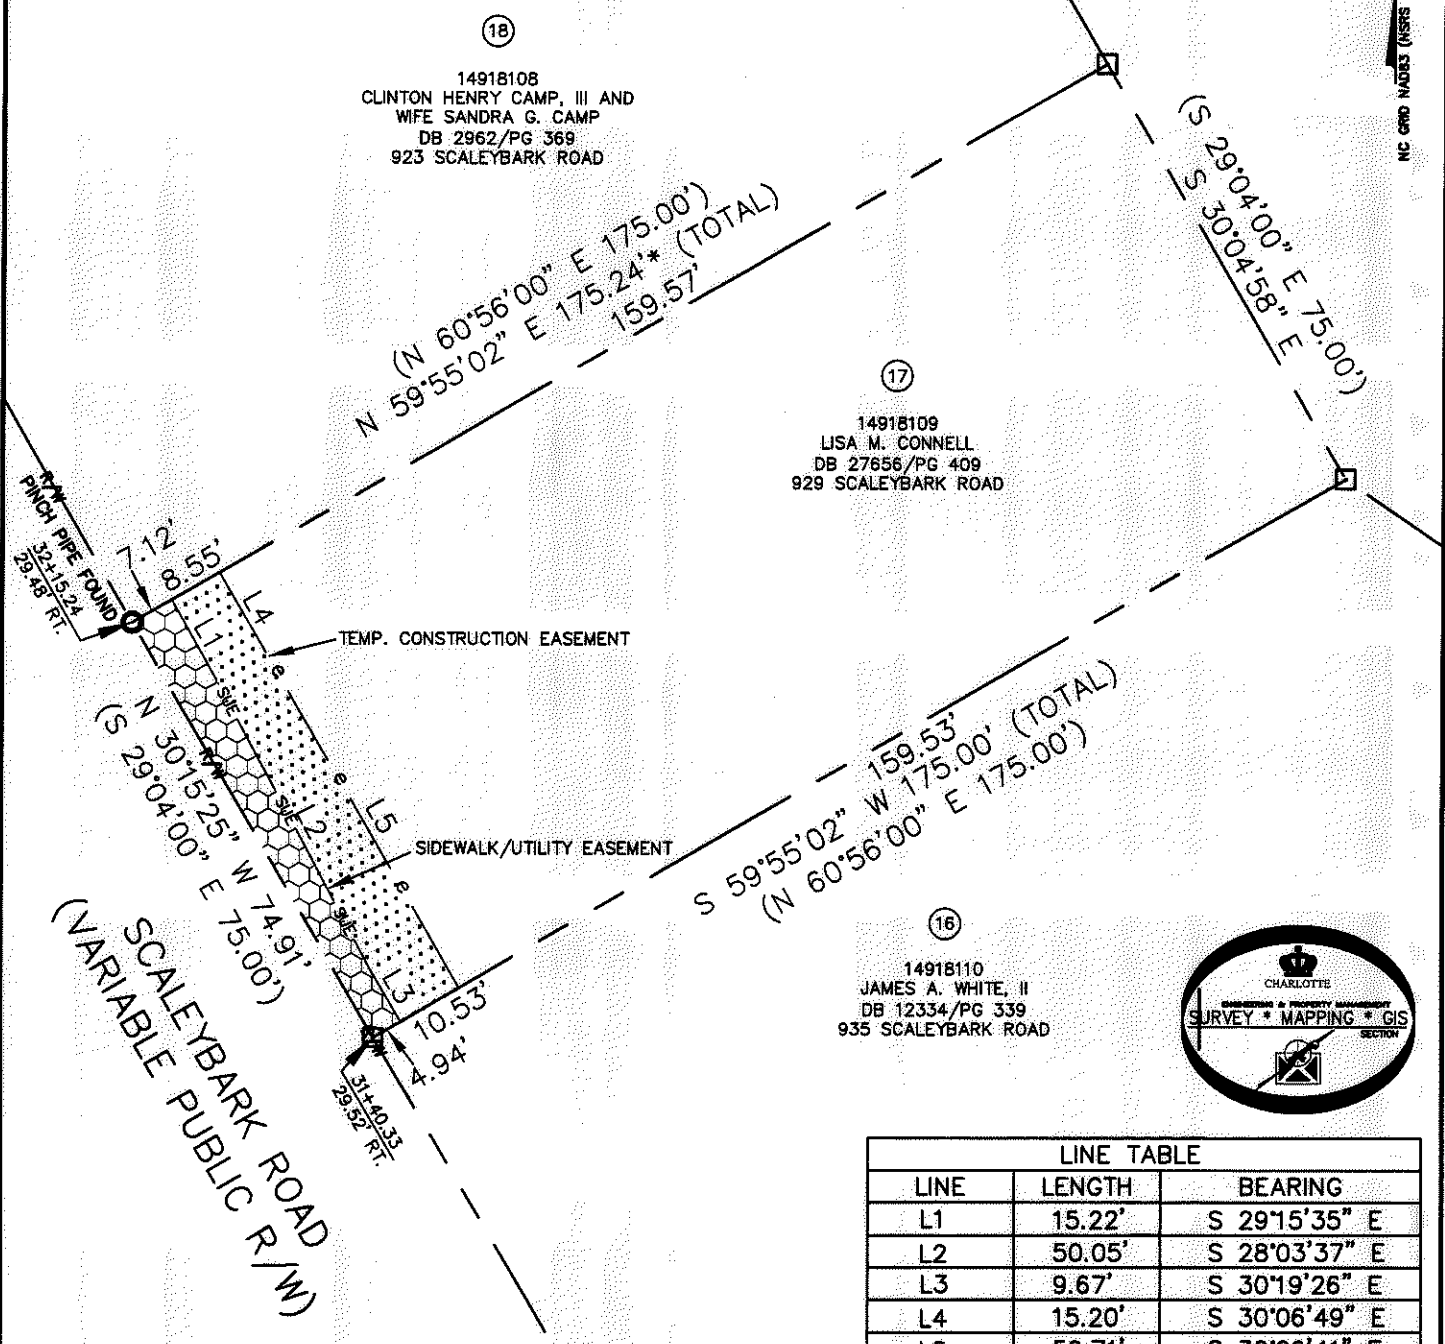 18
14918108
CLINTON HENRY CAMP, III AND
WIFE SANDRA G. CAMP
DB 2962/PG 369
923 SCALEYBARK ROAD
NC GRID NAD83 (NSRS
(S 29°04'00" E 75.00')
S 30°04'58" E
(N 60°56'00" E 175.00')
N 59°55'02" E 175.24'* (TOTAL)
159.57'
17
14918109
LISA M. CONNELL
DB 27656/PG 409
929 SCALEYBARK ROAD
R/W
PINCH PIPE FOUND
32+15.24
29.48' RT.
7.12'
8.55'
L4
L1
TEMP. CONSTRUCTION EASEMENT
e
SUE
N 30°15'25" W 74.91'
(S 29°04'00" E 75.00')
R/W
e
SUE
L2
L5
SIDEWALK/UTILITY EASEMENT
e
SUE
L3
159.53'
S 59°55'02" W 175.00' (TOTAL)
(N 60°56'00" E 175.00')
10.53'
4.94'
R/W
31+40.33
29.52' RT.
SCALEYBARK ROAD
(VARIABLE PUBLIC R/W)
16
14918110
JAMES A. WHITE, II
DB 12334/PG 339
935 SCALEYBARK ROAD
CHARLOTTE
ENGINEERING & PROPERTY MANAGEMENT
SURVEY * MAPPING * GIS
SECTION
LINE TABLE
LINE LENGTH BEARING
L1 15.22' S 29°15'35" E
L2 50.05' S 28°03'37" E
L3 9.67' S 30°19'26" E
L4 15.20' S 30°06'49" E